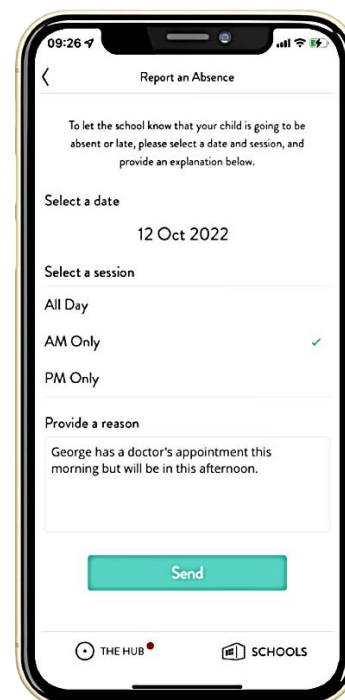 09:26
Report an Absence
To let the school know that your child is going to be
absent or late, please select a date and session, and
provide an explanation below.
Select a date
12 Oct 2022
Select a session
All Day
AM Only
PM Only
Provide a reason
George has a doctor's appointment this
morning but will be in this afternoon.
Send
THE HUB
SCHOOLS